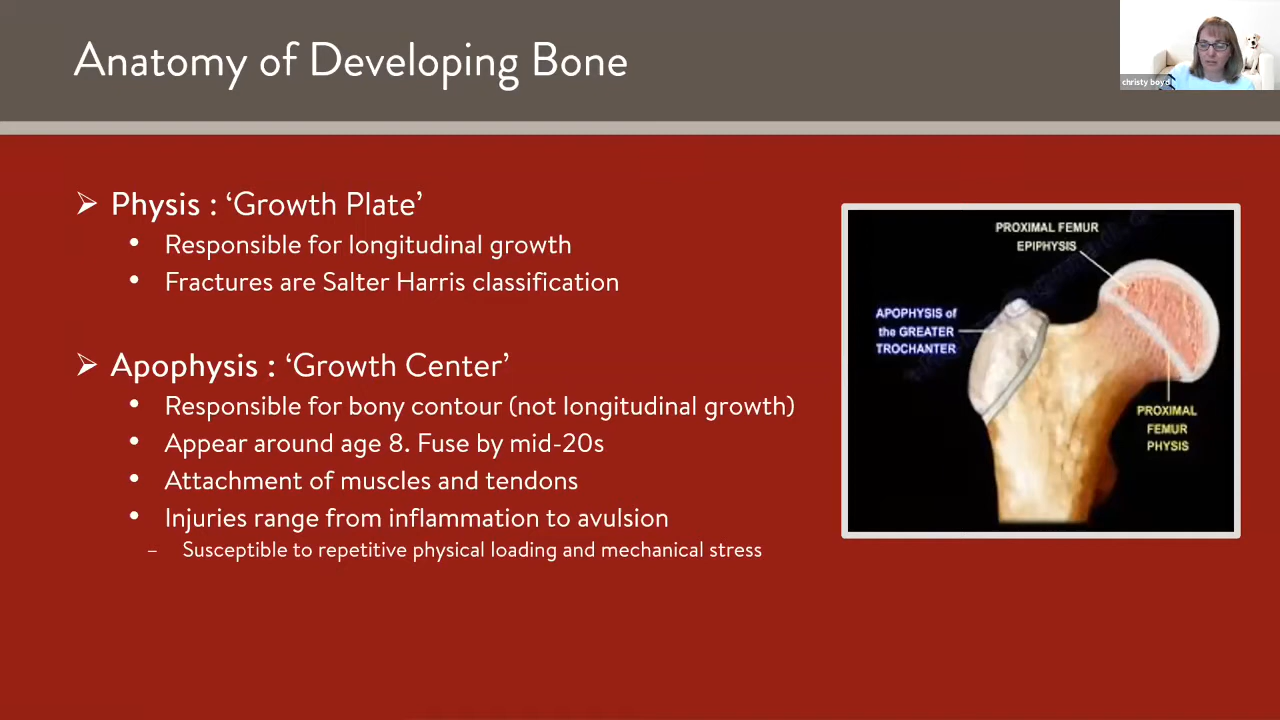 Anatomy of Developing Bone
christy boyd
➢ Physis : ‘Growth Plate’
• Responsible for longitudinal growth
• Fractures are Salter Harris classification
➢ Apophysis : ‘Growth Center’
• Responsible for bony contour (not longitudinal growth)
• Appear around age 8. Fuse by mid-20s
• Attachment of muscles and tendons
• Injuries range from inflammation to avulsion
– Susceptible to repetitive physical loading and mechanical stress
PROXIMAL FEMUR
EPIPHYSIS
APOPHYSIS of
the GREATER
TROCHANTER
PROXIMAL
FEMUR
PHYSIS